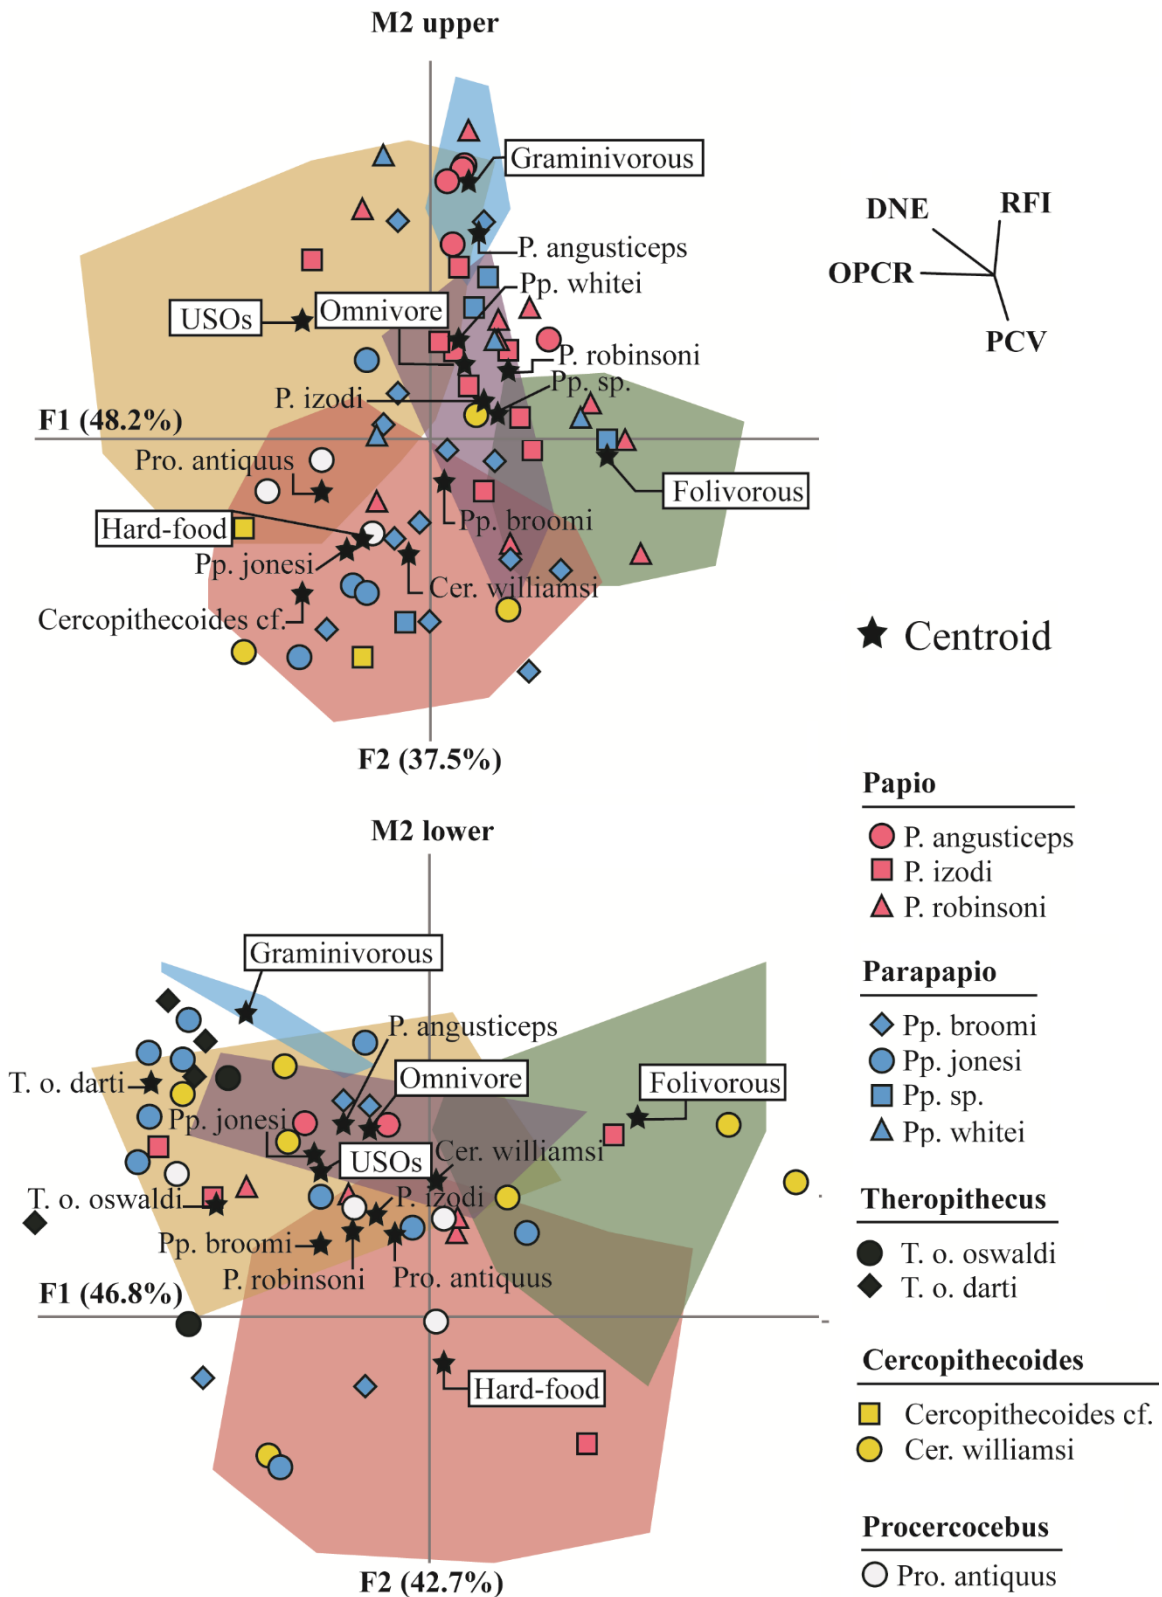 M2 upper
Graminivorous
P. angusticeps
Pp. whitei
Omnivore
USOs
P. robinsoni
Pp. sp.
P. izodi
F1 (48.2%)
Pro. antiquus
Folivorous
Hard-food
Pp. broomi
Pp. jonesi
Cer. williamsi
Cercopithecoides cf.
F2 (37.5%)
DNE
RFI
OPCR
PCV
Centroid
M2 lower
Graminivorous
P. angusticeps
T. o. darti
Omnivore
Folivorous
Pp. jonesi
Cer. williamsi
USOs
T. o. oswaldi
P. izodi
Pp. broomi
P. robinsoni
Pro. antiquus
F1 (46.8%)
Hard-food
F2 (42.7%)
Papio
P. angusticeps
P. izodi
P. robinsoni
Parapapio
Pp. broomi
Pp. jonesi
Pp. sp.
Pp. whitei
Theropithecus
T. o. oswaldi
T. o. darti
Cercopithecoides
Cercopithecoides cf.
Cer. williamsi
Procercocebus
Pro. antiquus